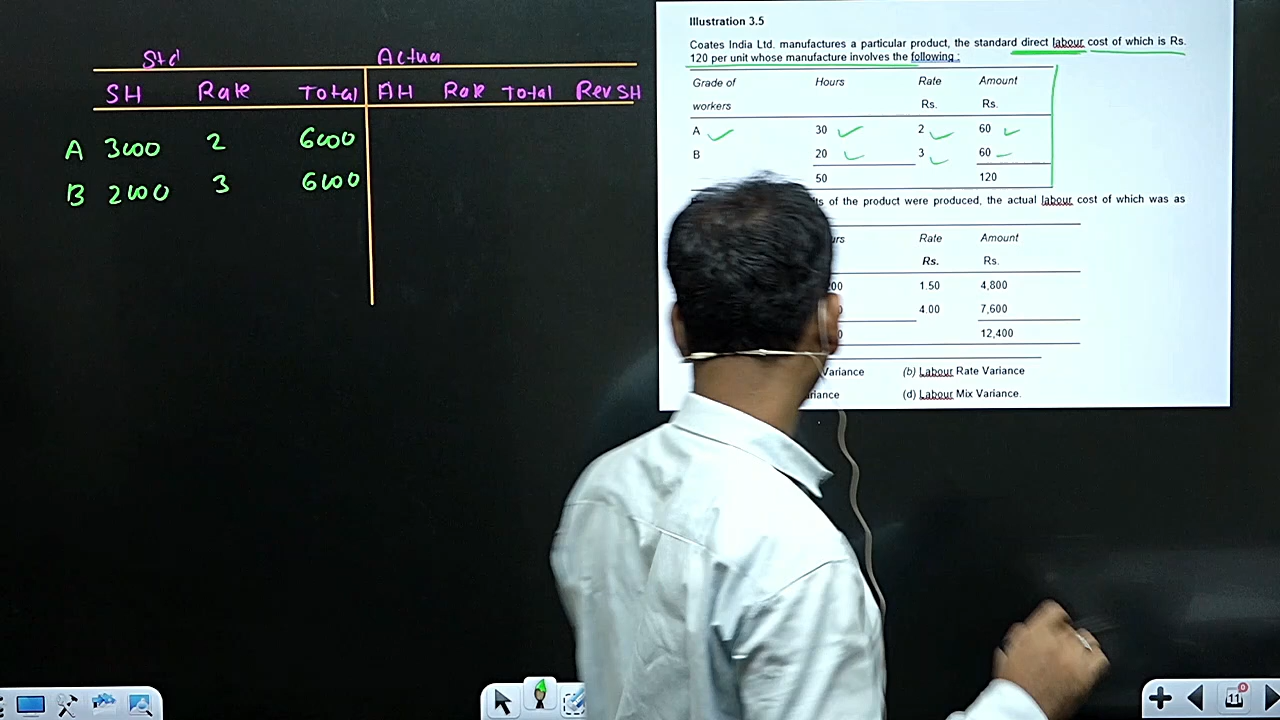 Std Actua
SH Rate Total AH Rate Total Rev SH
A 3000 2 6000
B 2000 3 6000
Illustration 3.5
Coates India Ltd. manufactures a particular product, the standard direct labour cost of which is Rs.
120 per unit whose manufacture involves the following :
Grade of Hours Rate Amount
workers Rs. Rs.
A 30 2 60
B 20 3 60
50 120
of the product were produced, the actual labour cost of which was as
Rate Amount
Rs. Rs.
1.50 4,800
4.00 7,600
12,400
Variance (b) Labour Rate Variance
(d) Labour Mix Variance.
11